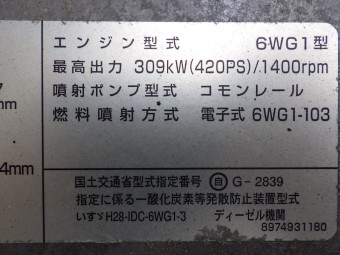 エンジン型式 6WG1型
最高出力 309kW(420PS)/1400rpm
噴射ポンプ型式 コモンレール
燃料噴射方式 電子式 6WG1-103
7
mm
4mm
国土交通省型式指定番号 自 G-2839
指定に係る一酸化炭素等発散防止装置型式
いすゞH28-IDC-6WG1-3 ディーゼル機関
8974931180